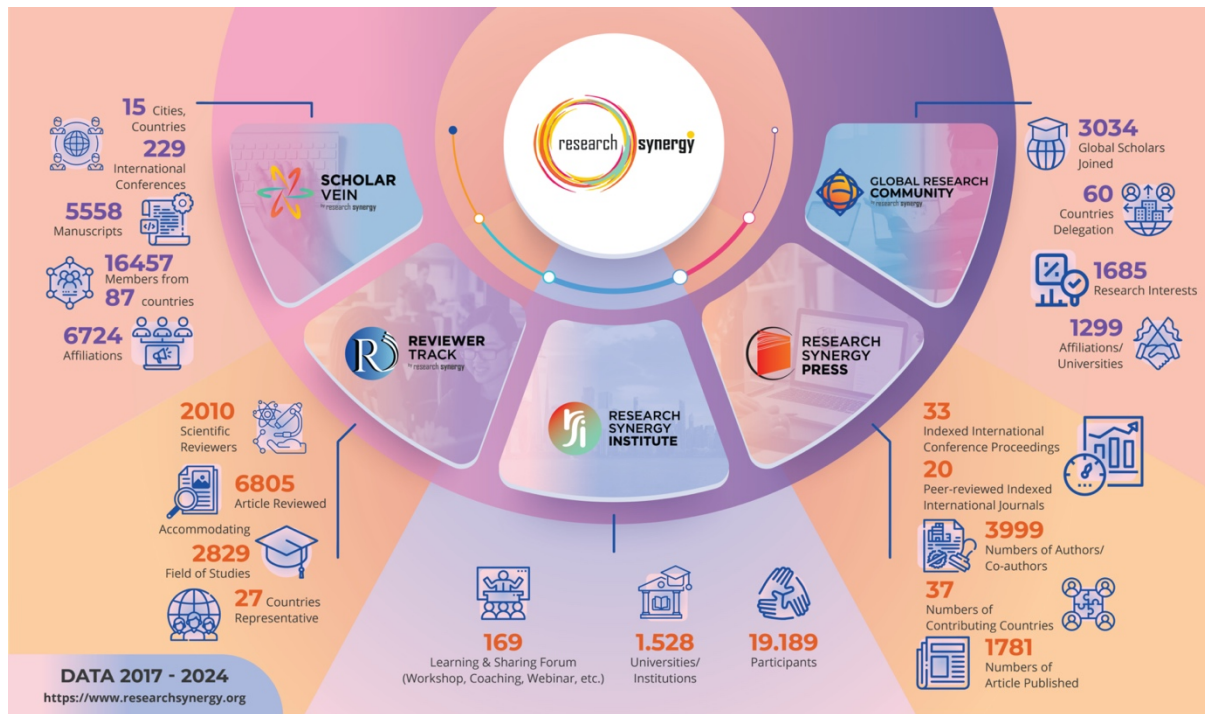 research synergy
15 Cities,
Countries
229
International
Conferences
5558
Manuscripts
16457
Members from
87 countries
6724
Affiliations
SCHOLAR
VEIN
by research synergy
2010
Scientific
Reviewers
6805
Article Reviewed
Accommodating
2829
Field of Studies
27 Countries
Representative
REVIEWER
TRACK
by research synergy
RESEARCH
SYNERGY
INSTITUTE
169
Learning & Sharing Forum
(Workshop, Coaching, Webinar, etc.)
1.528
Universities/
Institutions
19.189
Participants
RESEARCH
SYNERGY
PRESS
33
Indexed International
Conference Proceedings
20
Peer-reviewed Indexed
International Journals
3999
Numbers of Authors/
Co-authors
37
Numbers of
Contributing Countries
1781
Numbers of
Article Published
GLOBAL RESEARCH
COMMUNITY
by research synergy
3034
Global Scholars
Joined
60
Countries
Delegation
1685
Research Interests
1299
Affiliations/
Universities
DATA 2017 - 2024
https://www.researchsynergy.org